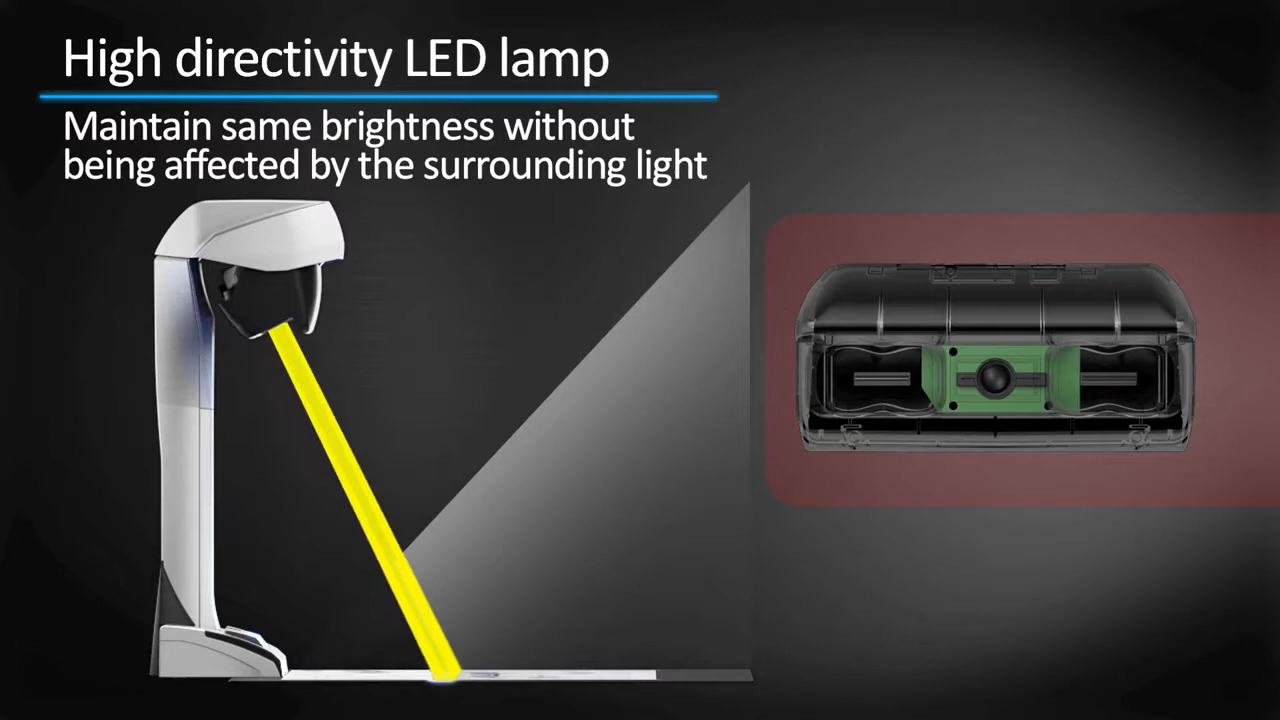 High directivity LED lamp
Maintain same brightness without
being affected by the surrounding light